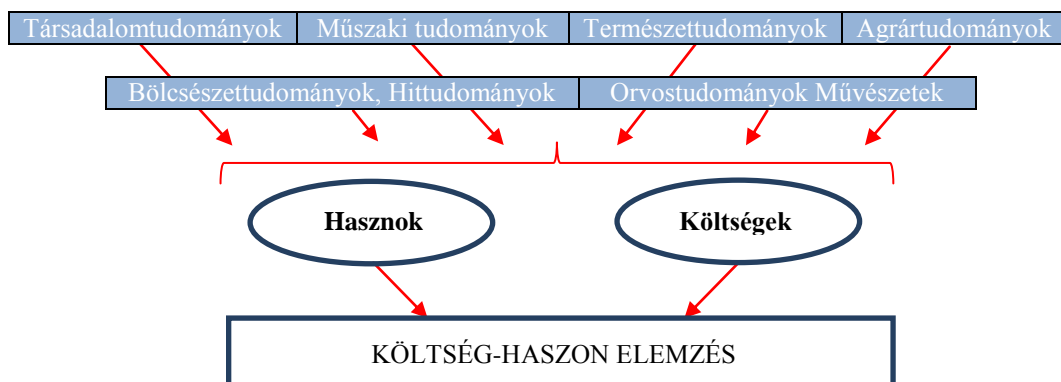 Társadalomtudományok Műszaki tudományok Természettudományok Agrártudományok
Bölcsészettudományok, Hittudományok Orvostudományok Művészetek
Hasznok Költségek
KÖLTSÉG-HASZON ELEMZÉS